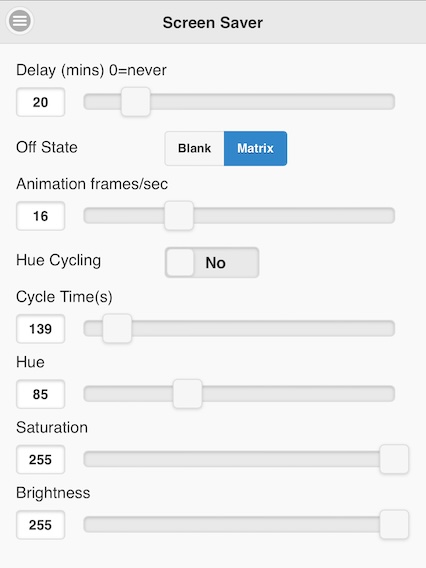 Screen Saver
Delay (mins) 0=never
20
Off State
Blank Matrix
Animation frames/sec
16
Hue Cycling
No
Cycle Time(s)
139
Hue
85
Saturation
255
Brightness
255